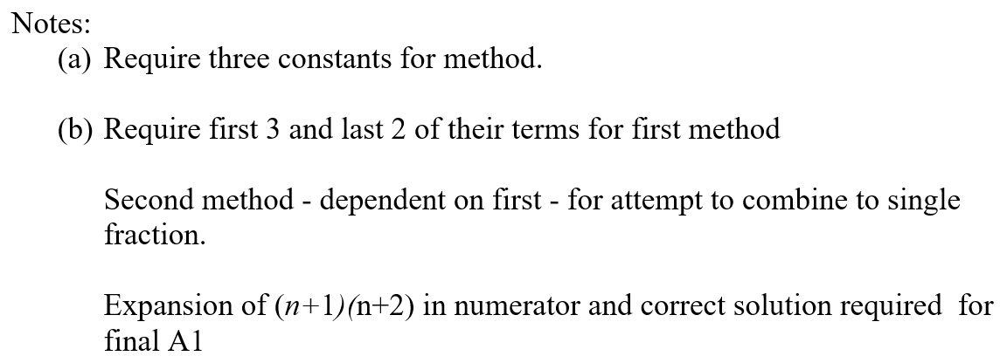 Notes:
(a) Require three constants for method.
(b) Require first 3 and last 2 of their terms for first method
Second method - dependent on first - for attempt to combine to single
fraction.
Expansion of (n+1)(n+2) in numerator and correct solution required for
final A1